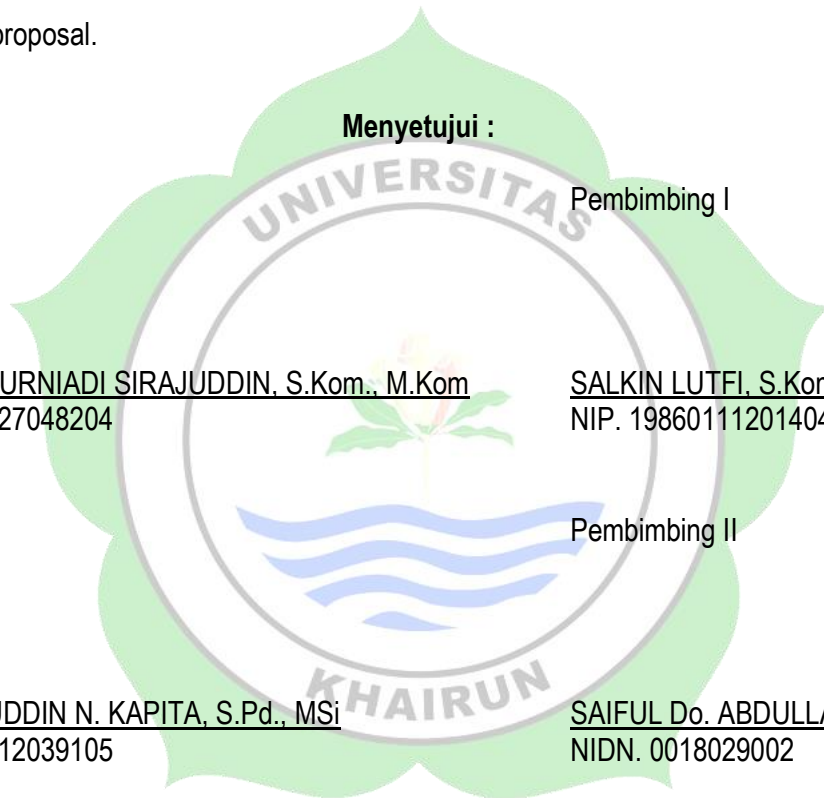 proposal.
Menyetujui :
UNIVERSITAS
Pembimbing I
URNIADI SIRAJUDDIN, S.Kom., M.Kom
27048204
SALKIN LUTFI, S.Kom
NIP. 19860111201404
Pembimbing II
UDDIN N. KAPITA, S.Pd., MSi
12039105
SAIFUL Do. ABDULLA
NIDN. 0018029002
KHAIRUN